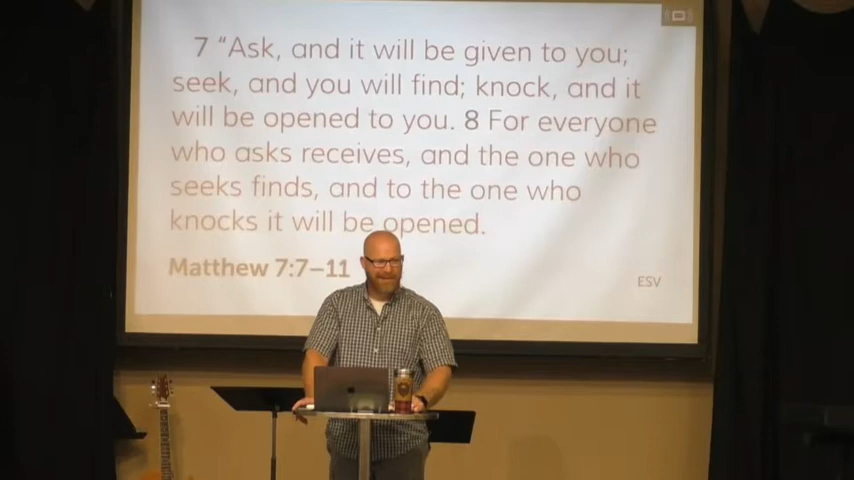 7 “Ask, and it will be given to you;
seek, and you will find; knock, and it
will be opened to you. 8 For everyone
who asks receives, and the one who
seeks finds, and to the one who
knocks it will be opened.
Matthew 7:7–11
ESV